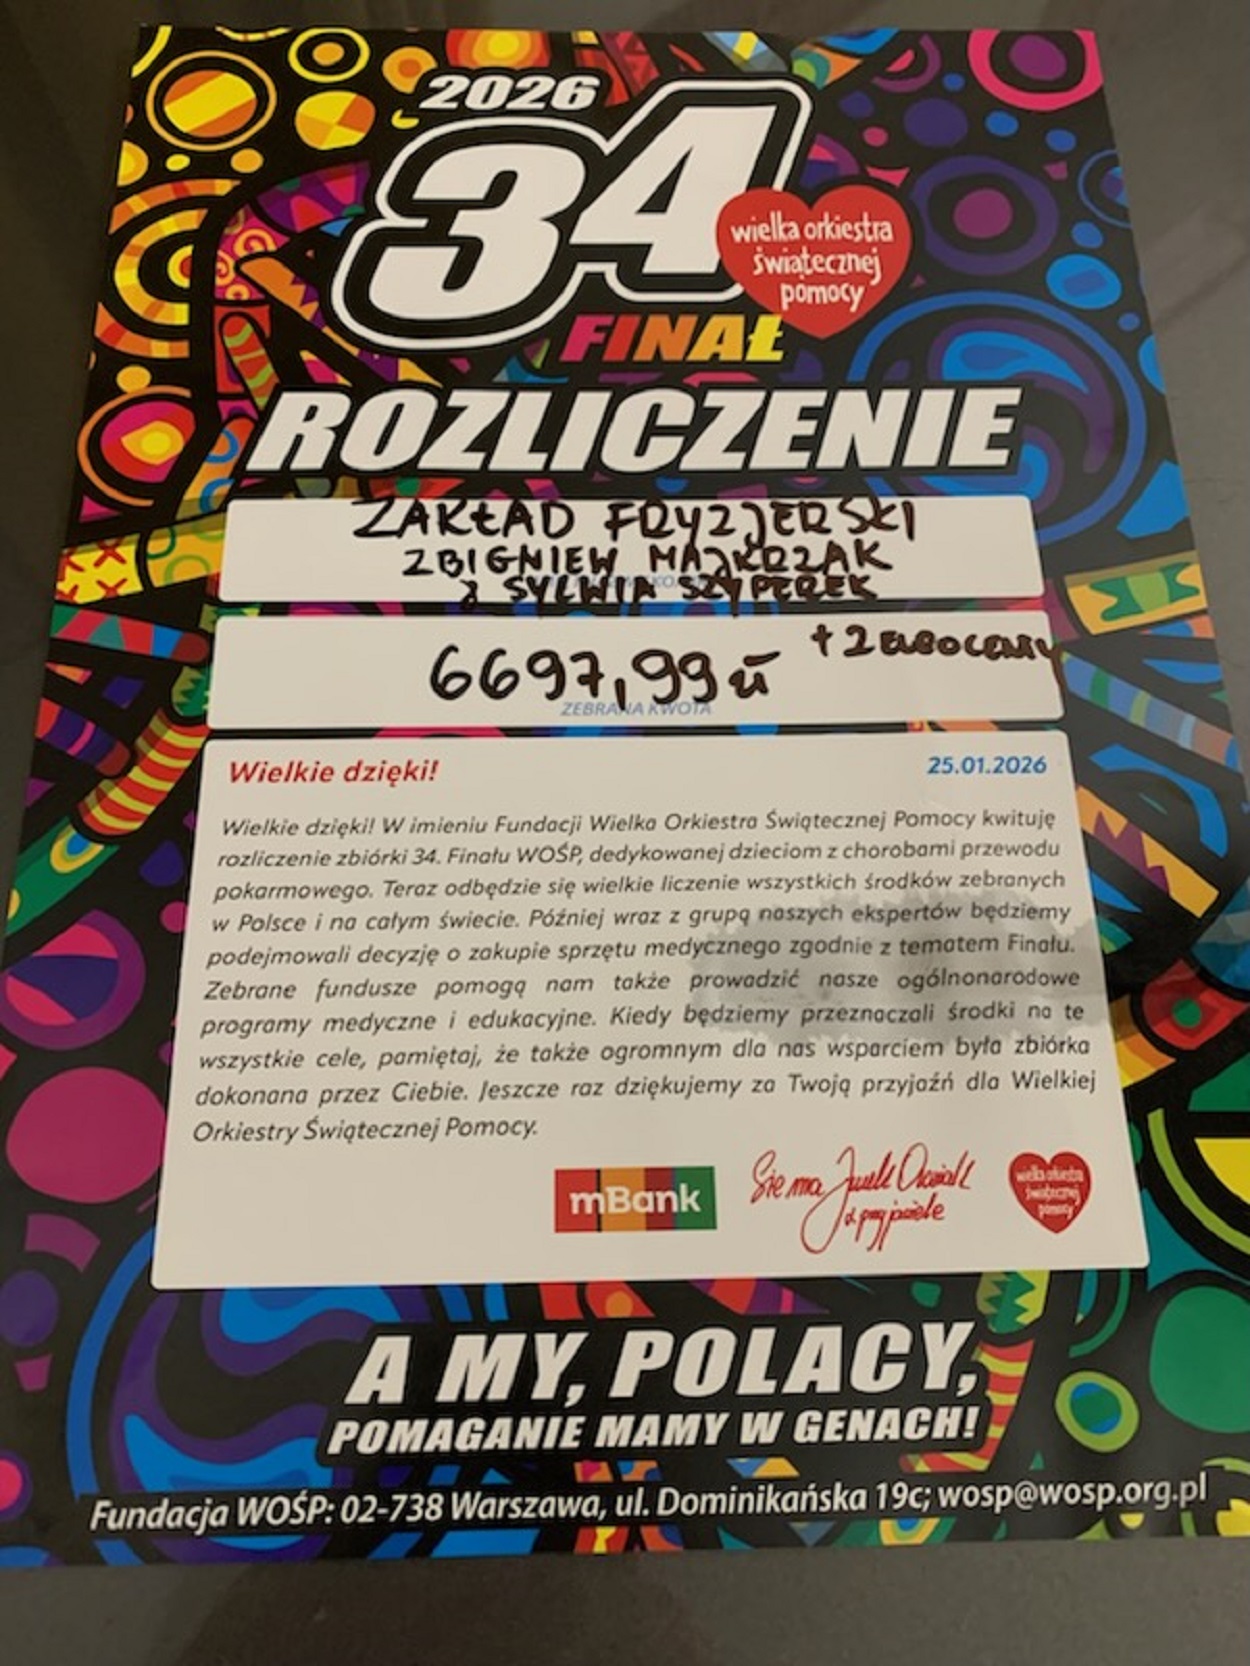 2026
34
wielka orkiestra
świątecznej
pomocy
FINAŁ
ROZLICZENIE
ZAKŁAD FRYZJERSKI
ZBIGNIEW MAJKRZAK
SYLWIA SZYPEREK
6697,99 zł + 2 EUROCENTY
ZEBRANA KWOTA
Wielkie dzięki!
25.01.2026
Wielkie dzięki! W imieniu Fundacji Wielka Orkiestra Świątecznej Pomocy kwituję
rozliczenie zbiórki 34. Finału WOŚP, dedykowanej dzieciom z chorobami przewodu
pokarmowego. Teraz odbędzie się wielkie liczenie wszystkich środków zebranych
w Polsce i na całym świecie. Później wraz z grupą naszych ekspertów będziemy
podejmowali decyzję o zakupie sprzętu medycznego zgodnie z tematem Finału.
Zebrane fundusze pomogą nam także prowadzić nasze ogólnonarodowe
programy medyczne i edukacyjne. Kiedy będziemy przeznaczali środki na te
wszystkie cele, pamiętaj, że także ogromnym dla nas wsparciem była zbiórka
dokonana przez Ciebie. Jeszcze raz dziękujemy za Twoją przyjaźń dla Wielkiej
Orkiestry Świątecznej Pomocy.
mBank
Sie ma Jurek Owsiak
z przyjaciele
wielka orkiestra
świątecznej
pomocy
A MY, POLACY,
POMAGANIE MAMY W GENACH!
Fundacja WOŚP: 02-738 Warszawa, ul. Dominikańska 19c; wosp@wosp.org.pl